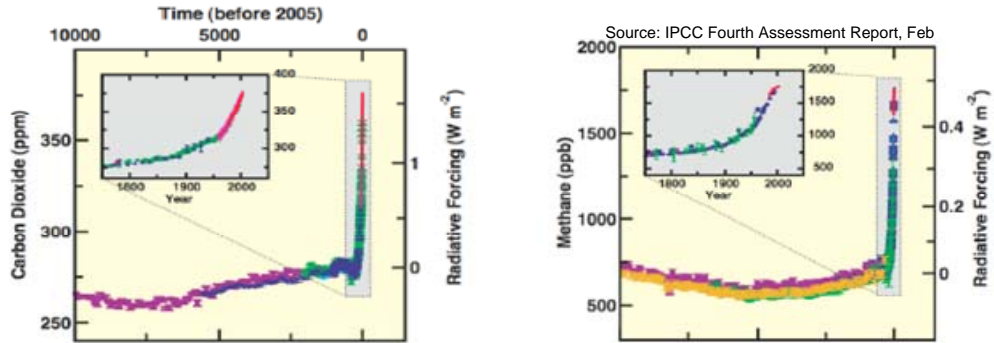 Time (before 2005)
10000 5000 0
Carbon Dioxide (ppm)
350
300
250
400
350
300
1800 1900 2000
Year
1
0
Radiative Forcing (W m-2)
Source: IPCC Fourth Assessment Report, Feb
Methane (ppb)
2000
1500
1000
500
2000
1500
1000
500
1800 1900 2000
Year
0.4
0.2
0
Radiative Forcing (W m-2)